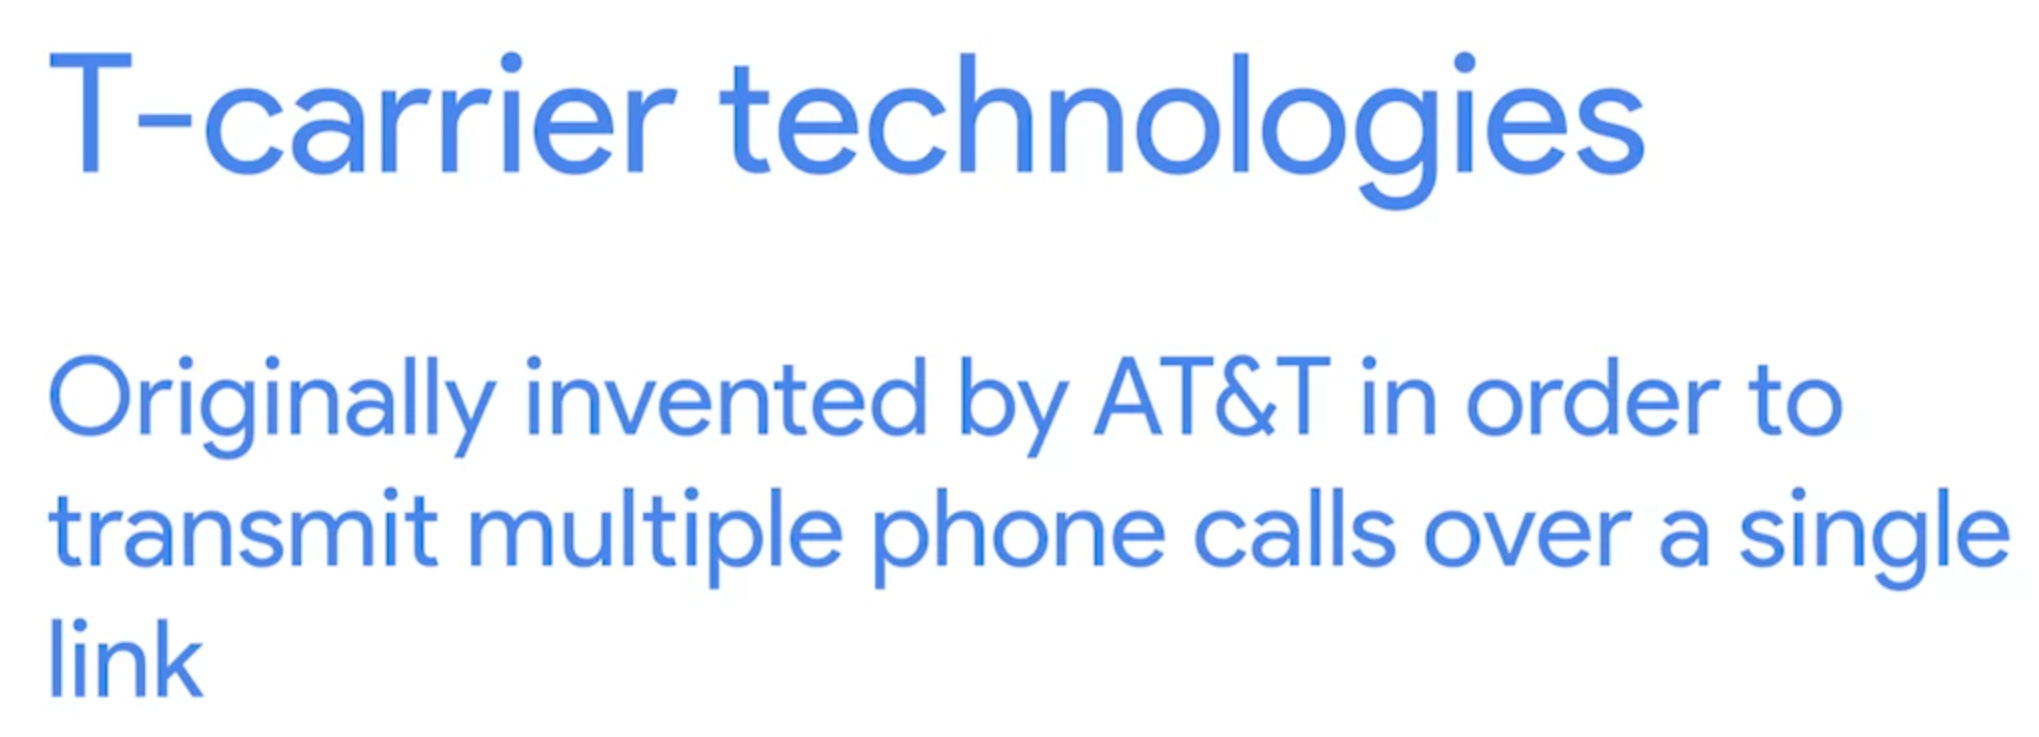 T-carrier technologies
Originally invented by AT&T in order to
transmit multiple phone calls over a single
link